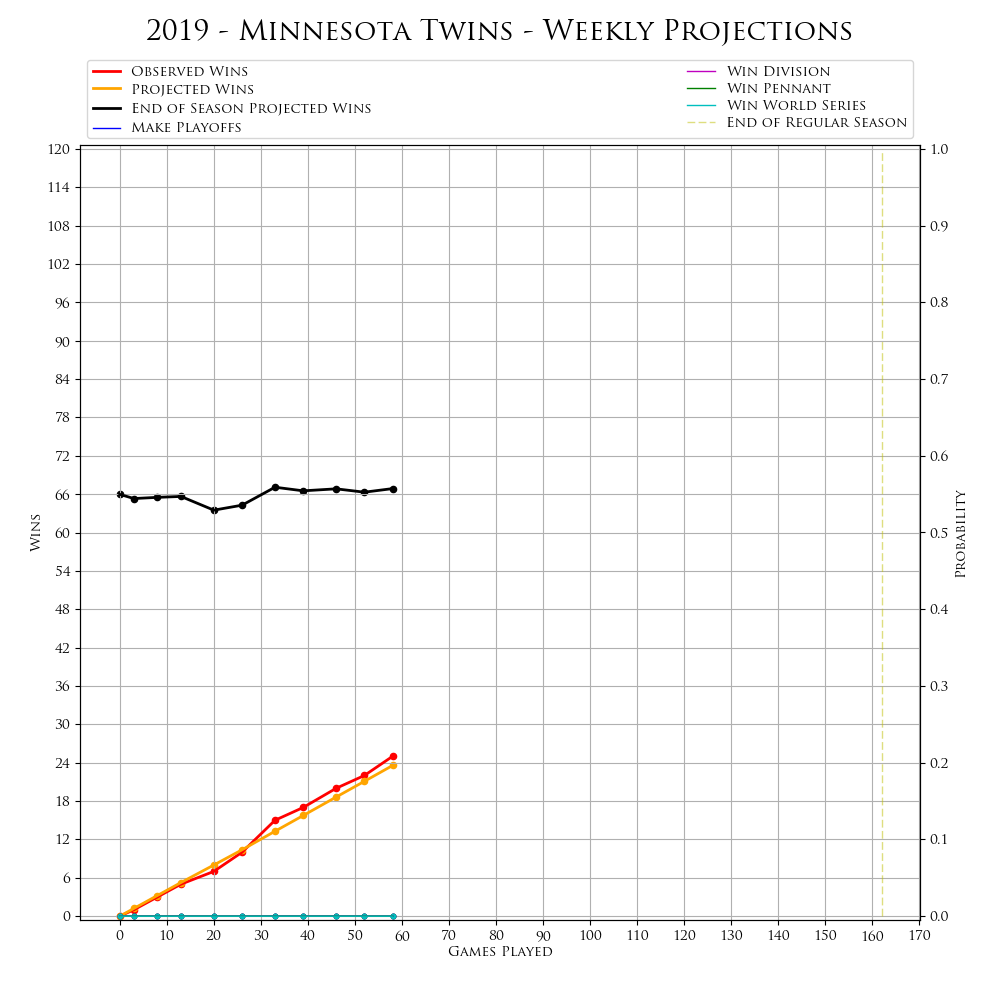 2019 - Minnesota Twins - Weekly Projections
Observed Wins
Projected Wins
End of Season Projected Wins
Make Playoffs
Win Division
Win Pennant
Win World Series
End of Regular Season
120
114
108
102
96
90
84
78
72
66
60
54
48
42
36
30
24
18
12
6
0
Wins
1.0
0.9
0.8
0.7
0.6
0.5
0.4
0.3
0.2
0.1
0.0
Probability
0 10 20 30 40 50 60 70 80 90 100 110 120 130 140 150 160 170
Games Played